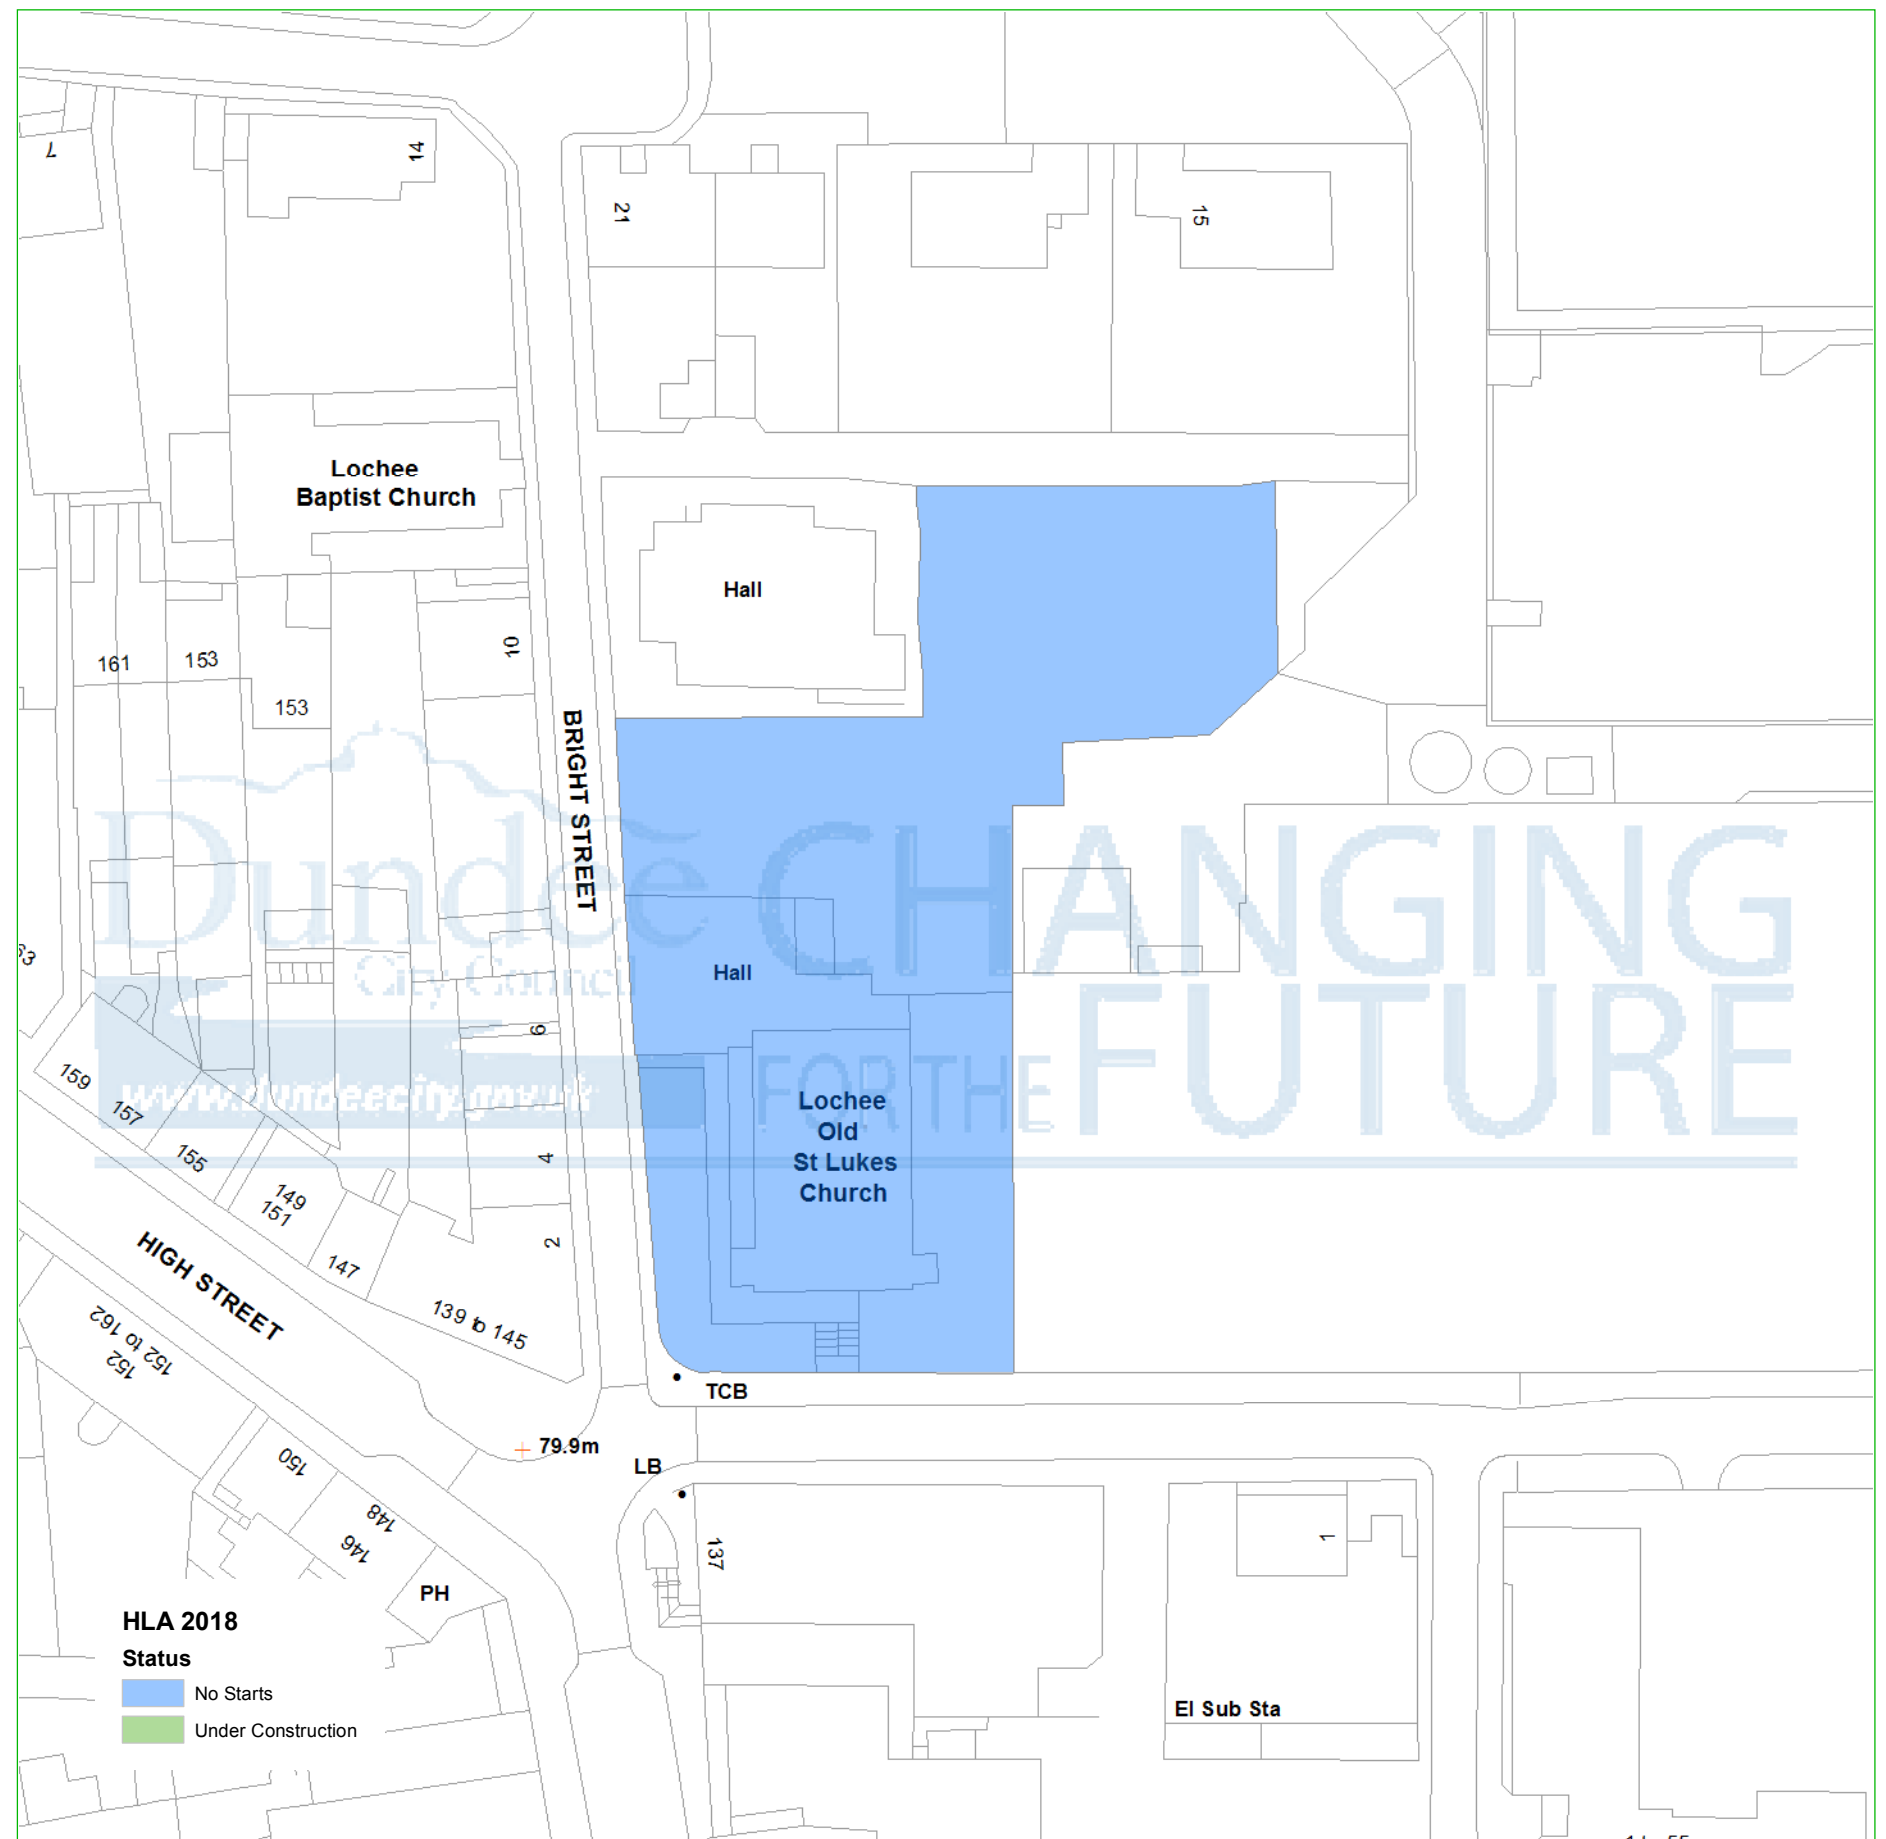 7
14
21
15
Lochee
Baptist Church
Hall
10
161
153
153
BRIGHT STREET
Dundee
City Council
www.dundeecity.gov.uk
CHANGING
FOR THE FUTURE
63
Hall
6
159
157
155
149
151
147
4
2
Lochee
Old
St Lukes
Church
HIGH STREET
139 to 145
152 to 162
152
TCB
79.9m
LB
150
148
146
137
1
PH
HLA 2018
Status
No Starts
Under Construction
El Sub Sta